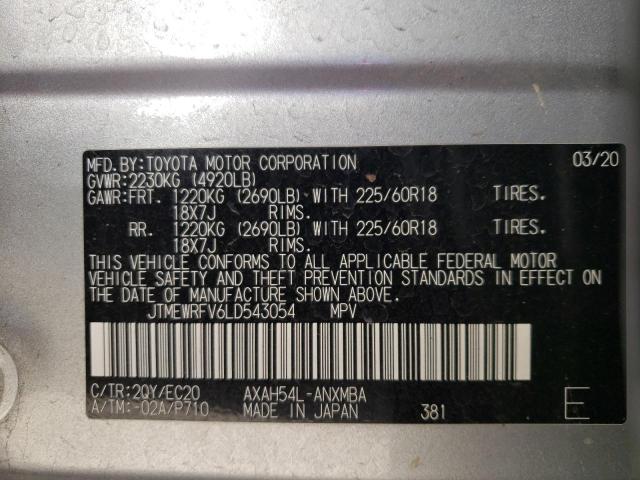 MFD.BY:TOYOTA MOTOR CORPORATION 03/20
GVWR:2230KG (4920LB)
GAWR:FRT. 1220KG (2690LB) WITH 225/60R18 TIRES.
18X7J RIMS.
RR. 1220KG (2690LB) WITH 225/60R18 TIRES.
18X7J RIMS.
THIS VEHICLE CONFORMS TO ALL APPLICABLE FEDERAL MOTOR
VEHICLE SAFETY AND THEFT PREVENTION STANDARDS IN EFFECT ON
THE DATE OF MANUFACTURE SHOWN ABOVE.
JTMEWRFV6LD543054 MPV
C/TR:2QY/EC20 AXAH54L-ANXMBA
A/TM:-02A/P710 MADE IN JAPAN 381 E